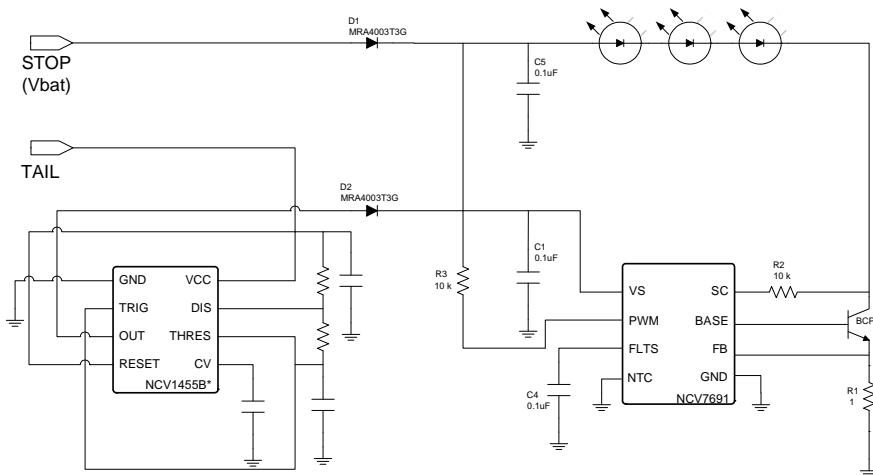 D1
MRA4003T3G
STOP
(Vbat)
C5
0.1uF
TAIL
D2
MRA4003T3G
GND
VCC
TRIG
DIS
OUT
THRES
RESET
CV
NCV1455B*
R3
10 k
C1
0.1uF
VS
SC
PWM
BASE
FLTS
FB
NTC
GND
NCV7691
R2
10 k
BCP
C4
0.1uF
R1
1